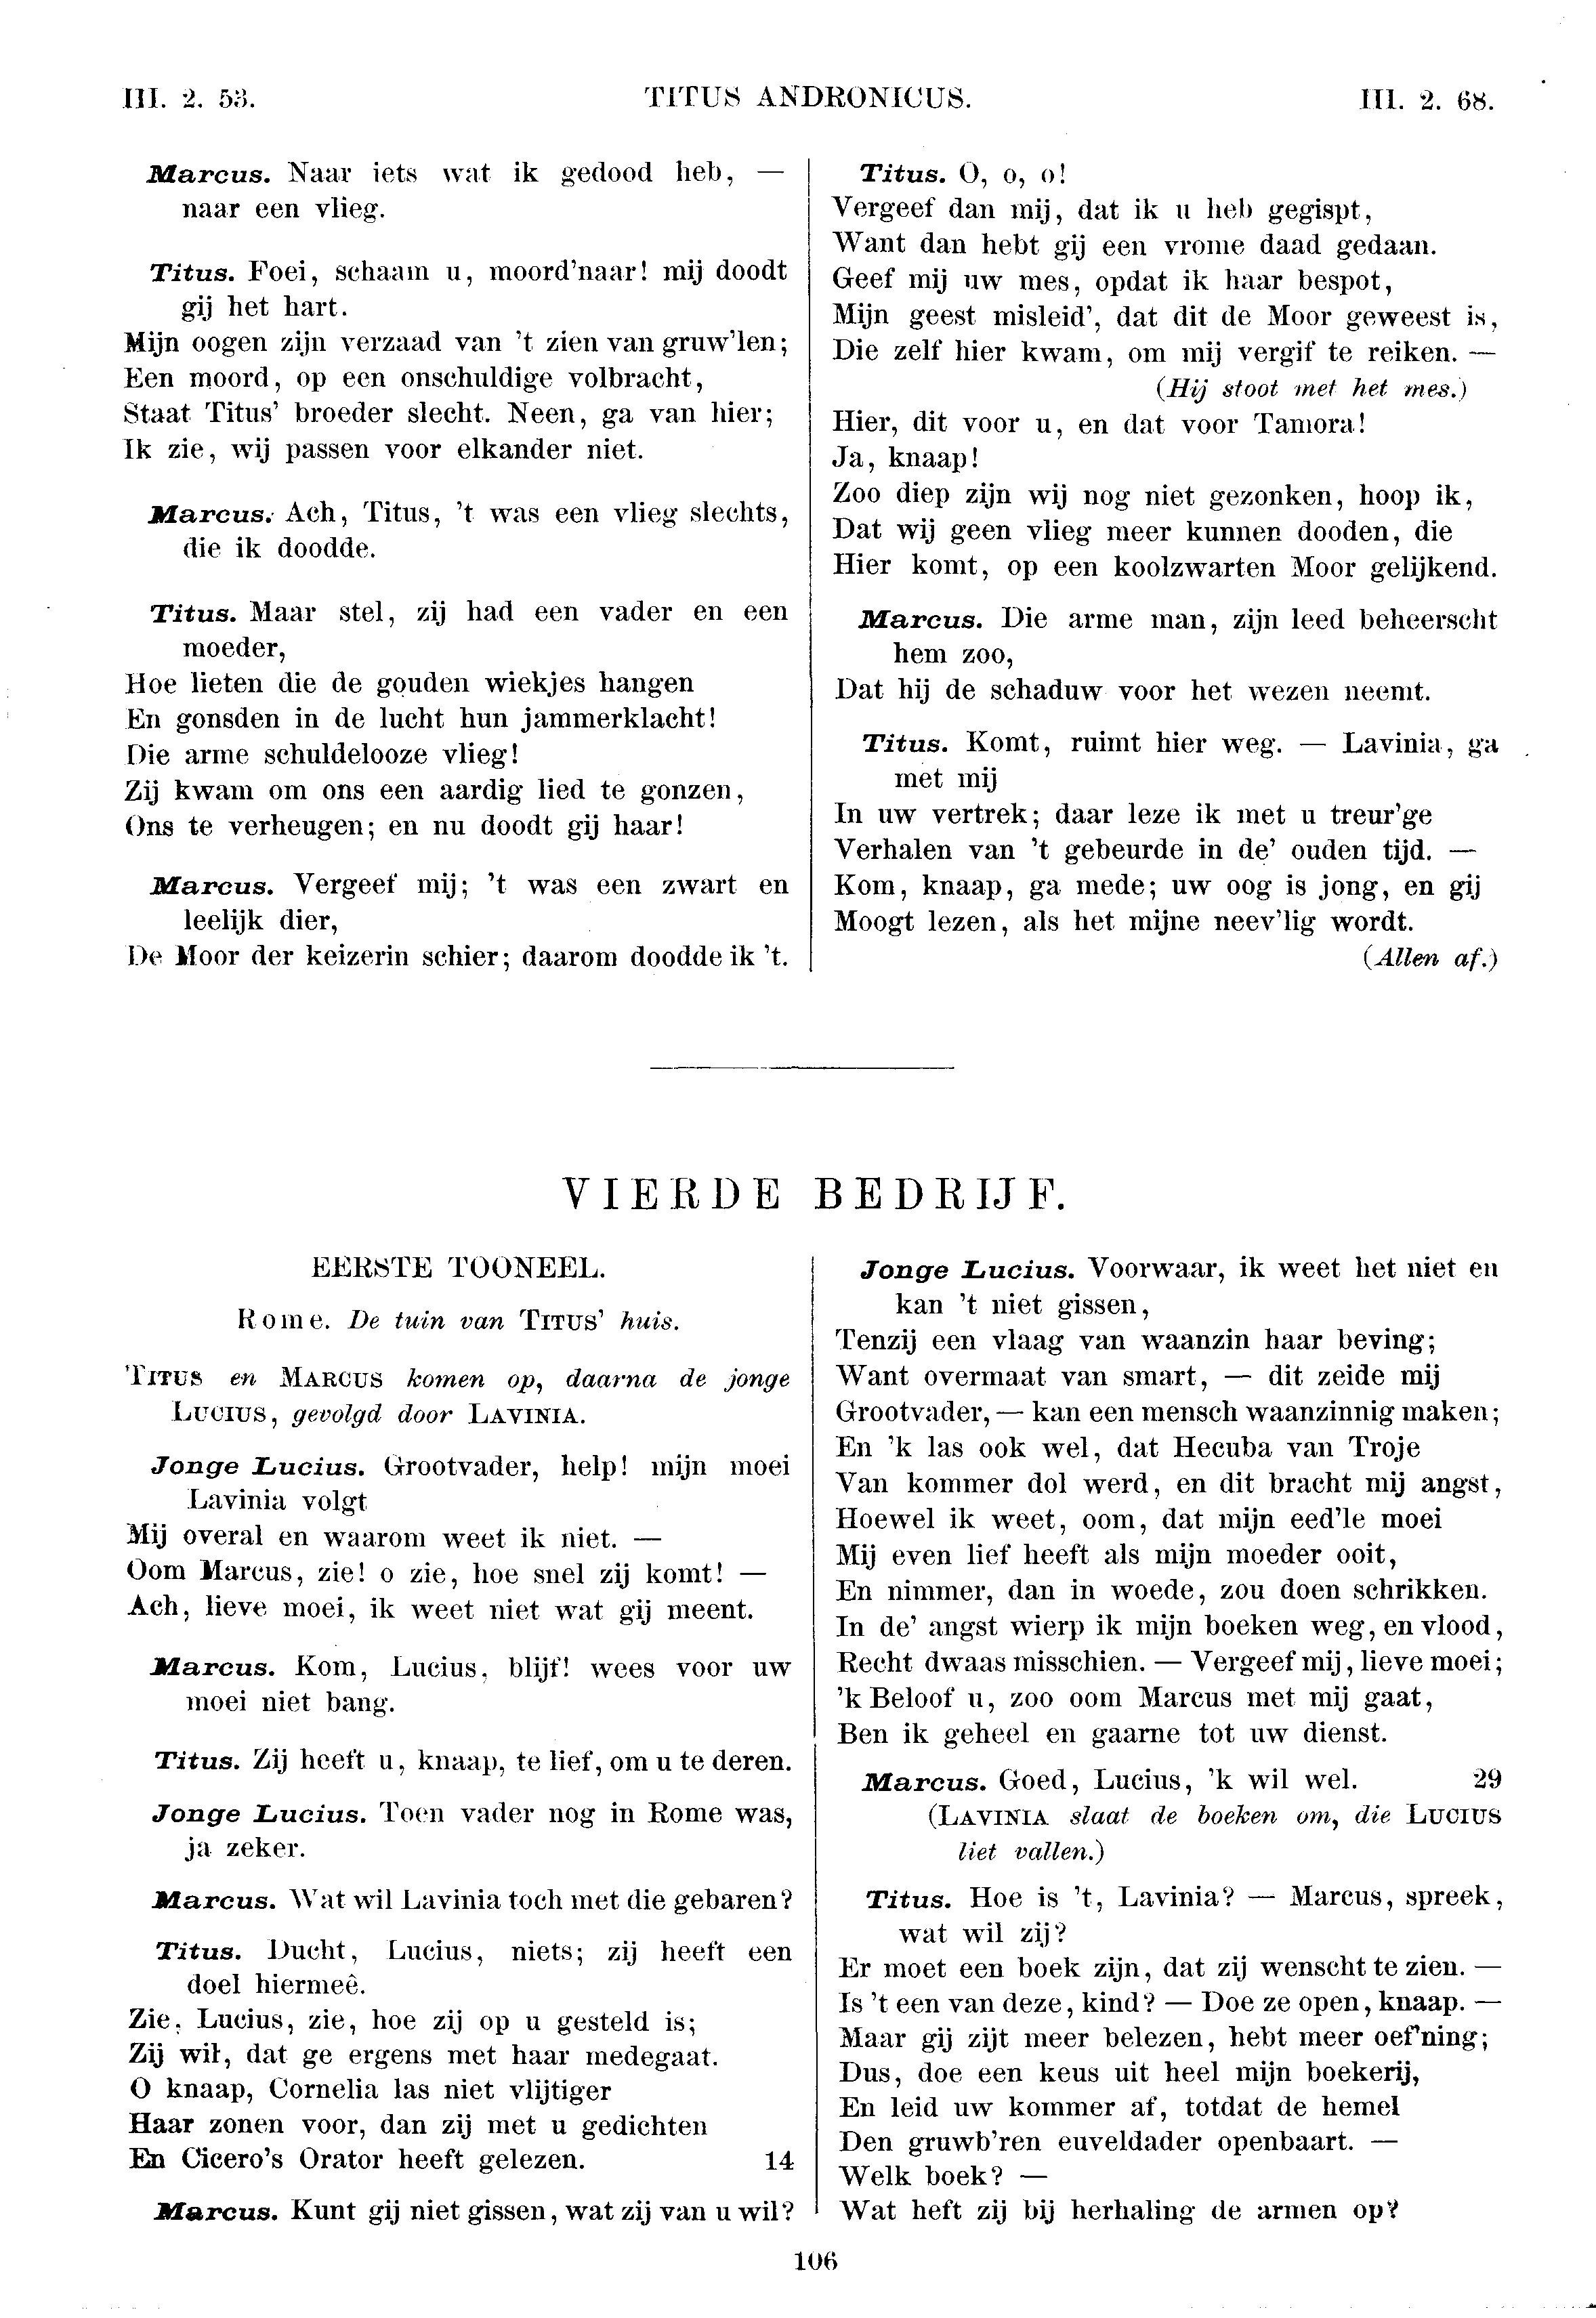 III. 2. 53. TITUS ANDRONICUS. III. 2. 68.
Marcus. Naar iets wat ik gedood heb, —
naar een vlieg.
Titus. Foei, schaam u, moord'naar! mij doodt
gij het hart.
Mijn oogen zijn verzaad van 't zien van gruw'len;
Een moord, op een onschuldige volbracht,
Staat Titus' broeder slecht. Neen, ga van hier;
Ik zie, wij passen voor elkander niet.
Marcus. Ach, Titus, 't was een vlieg slechts,
die ik doodde.
Titus. Maar stel, zij had een vader en een
moeder,
Hoe lieten die de gouden wiekjes hangen
En gonsden in de lucht hun jammerklacht!
Die arme schuldelooze vlieg!
Zij kwam om ons een aardig lied te gonzen,
Ons te verheugen; en nu doodt gij haar!
Marcus. Vergeef mij; 't was een zwart en
leelijk dier,
De Moor der keizerin schier; daarom doodde ik 't.
Titus. O, o, o!
Vergeef dan mij, dat ik u heb gegispt,
Want dan hebt gij een vrome daad gedaan.
Geef mij uw mes, opdat ik haar bespot,
Mijn geest misleid', dat dit de Moor geweest is,
Die zelf hier kwam, om mij vergif te reiken. —
(Hij stoot met het mes.)
Hier, dit voor u, en dat voor Tamora!
Ja, knaap!
Zoo diep zijn wij nog niet gezonken, hoop ik,
Dat wij geen vlieg meer kunnen dooden, die
Hier komt, op een koolzwarten Moor gelijkend.
Marcus. Die arme man, zijn leed beheerscht
hem zoo,
Dat hij de schaduw voor het wezen neemt.
Titus. Komt, ruimt hier weg. — Lavinia, ga
met mij
In uw vertrek; daar leze ik met u treur'ge
Verhalen van 't gebeurde in de' ouden tijd. —
Kom, knaap, ga mede; uw oog is jong, en gij
Moogt lezen, als het mijne neev'lig wordt.
(Allen af.)
VIERDE BEDRIJF.
EERSTE TOONEEL.
Rome. De tuin van TITUS' huis.
TITUS en MARCUS komen op, daarna de jonge
LUCIUS, gevolgd door LAVINIA.
Jonge Lucius. Grootvader, help! mijn moei
Lavinia volgt
Mij overal en waarom weet ik niet. —
Oom Marcus, zie! o zie, hoe snel zij komt! —
Ach, lieve moei, ik weet niet wat gij meent.
Marcus. Kom, Lucius, blijf! wees voor uw
moei niet bang.
Titus. Zij heeft u, knaap, te lief, om u te deren.
Jonge Lucius. Toen vader nog in Rome was,
ja zeker.
Marcus. Wat wil Lavinia toch met die gebaren?
Titus. Ducht, Lucius, niets; zij heeft een
doel hiermeê.
Zie, Lucius, zie, hoe zij op u gesteld is;
Zij wil, dat ge ergens met haar medegaat.
O knaap, Cornelia las niet vlijtiger
Haar zonen voor, dan zij met u gedichten
En Cicero's Orator heeft gelezen. 14
Marcus. Kunt gij niet gissen, wat zij van u wil?
Jonge Lucius. Voorwaar, ik weet het niet en
kan 't niet gissen,
Tenzij een vlaag van waanzin haar beving;
Want overmaat van smart, — dit zeide mij
Grootvader, — kan een mensch waanzinnig maken;
En 'k las ook wel, dat Hecuba van Troje
Van kommer dol werd, en dit bracht mij angst,
Hoewel ik weet, oom, dat mijn eed'le moei
Mij even lief heeft als mijn moeder ooit,
En nimmer, dan in woede, zou doen schrikken.
In de' angst wierp ik mijn boeken weg, en vlood,
Recht dwaas misschien. — Vergeef mij, lieve moei;
'k Beloof u, zoo oom Marcus met mij gaat,
Ben ik geheel en gaarne tot uw dienst.
Marcus. Goed, Lucius, 'k wil wel. 29
(LAVINIA slaat de boeken om, die LUCIUS
liet vallen.)
Titus. Hoe is 't, Lavinia? — Marcus, spreek,
wat wil zij?
Er moet een boek zijn, dat zij wenscht te zien. —
Is 't een van deze, kind? — Doe ze open, knaap. —
Maar gij zijt meer belezen, hebt meer oef'ning;
Dus, doe een keus uit heel mijn boekerij,
En leid uw kommer af, totdat de hemel
Den gruwb'ren euveldader openbaart. —
Welk boek? —
Wat heft zij bij herhaling de armen op?
106